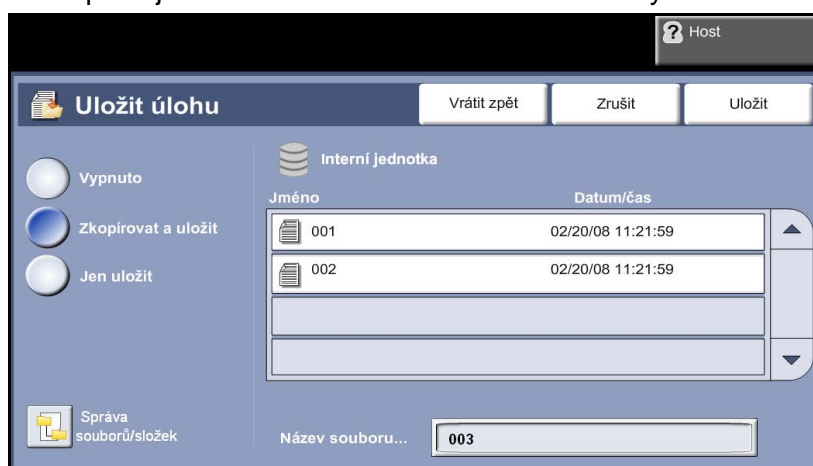 Host
Uložit úlohu
Vrátit zpět
Zrušit
Uložit
Interní jednotka
Vypnuto
Jméno
Datum/čas
Zkopírovat a uložit
001 02/20/08 11:21:59
Jen uložit
002 02/20/08 11:21:59
Správa
souborů/složek
Název souboru...
003